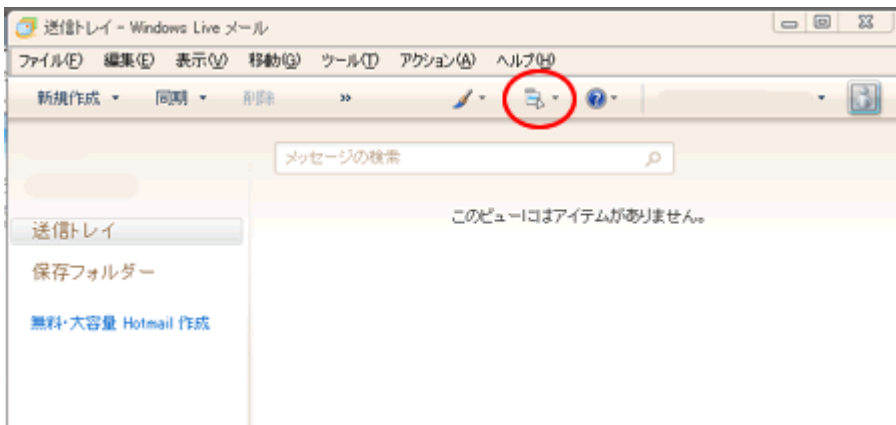 送信トレイ - Windows Live メール
ファイル(F) 編集(E) 表示(V) 移動(G) ツール(T) アクション(A) ヘルプ(H)
新規作成 同期 削除 »
メッセージの検索
このビューにはアイテムがありません。
送信トレイ
保存フォルダー
無料・大容量 Hotmail 作成